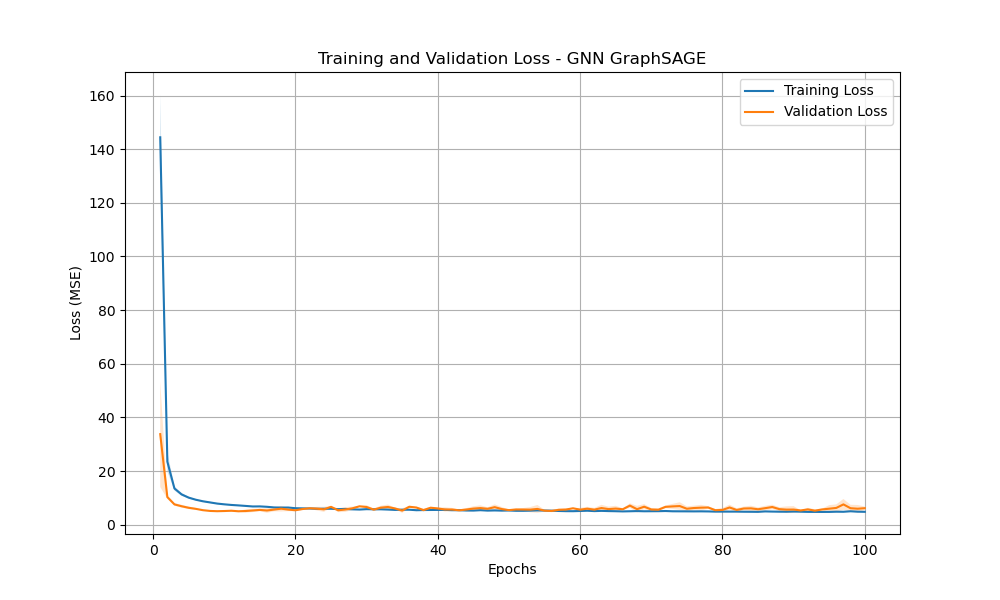 Training and Validation Loss - GNN GraphSAGE
Training Loss
Validation Loss
160
140
120
100
80
60
40
20
0
Loss (MSE)
0 20 40 60 80 100
Epochs